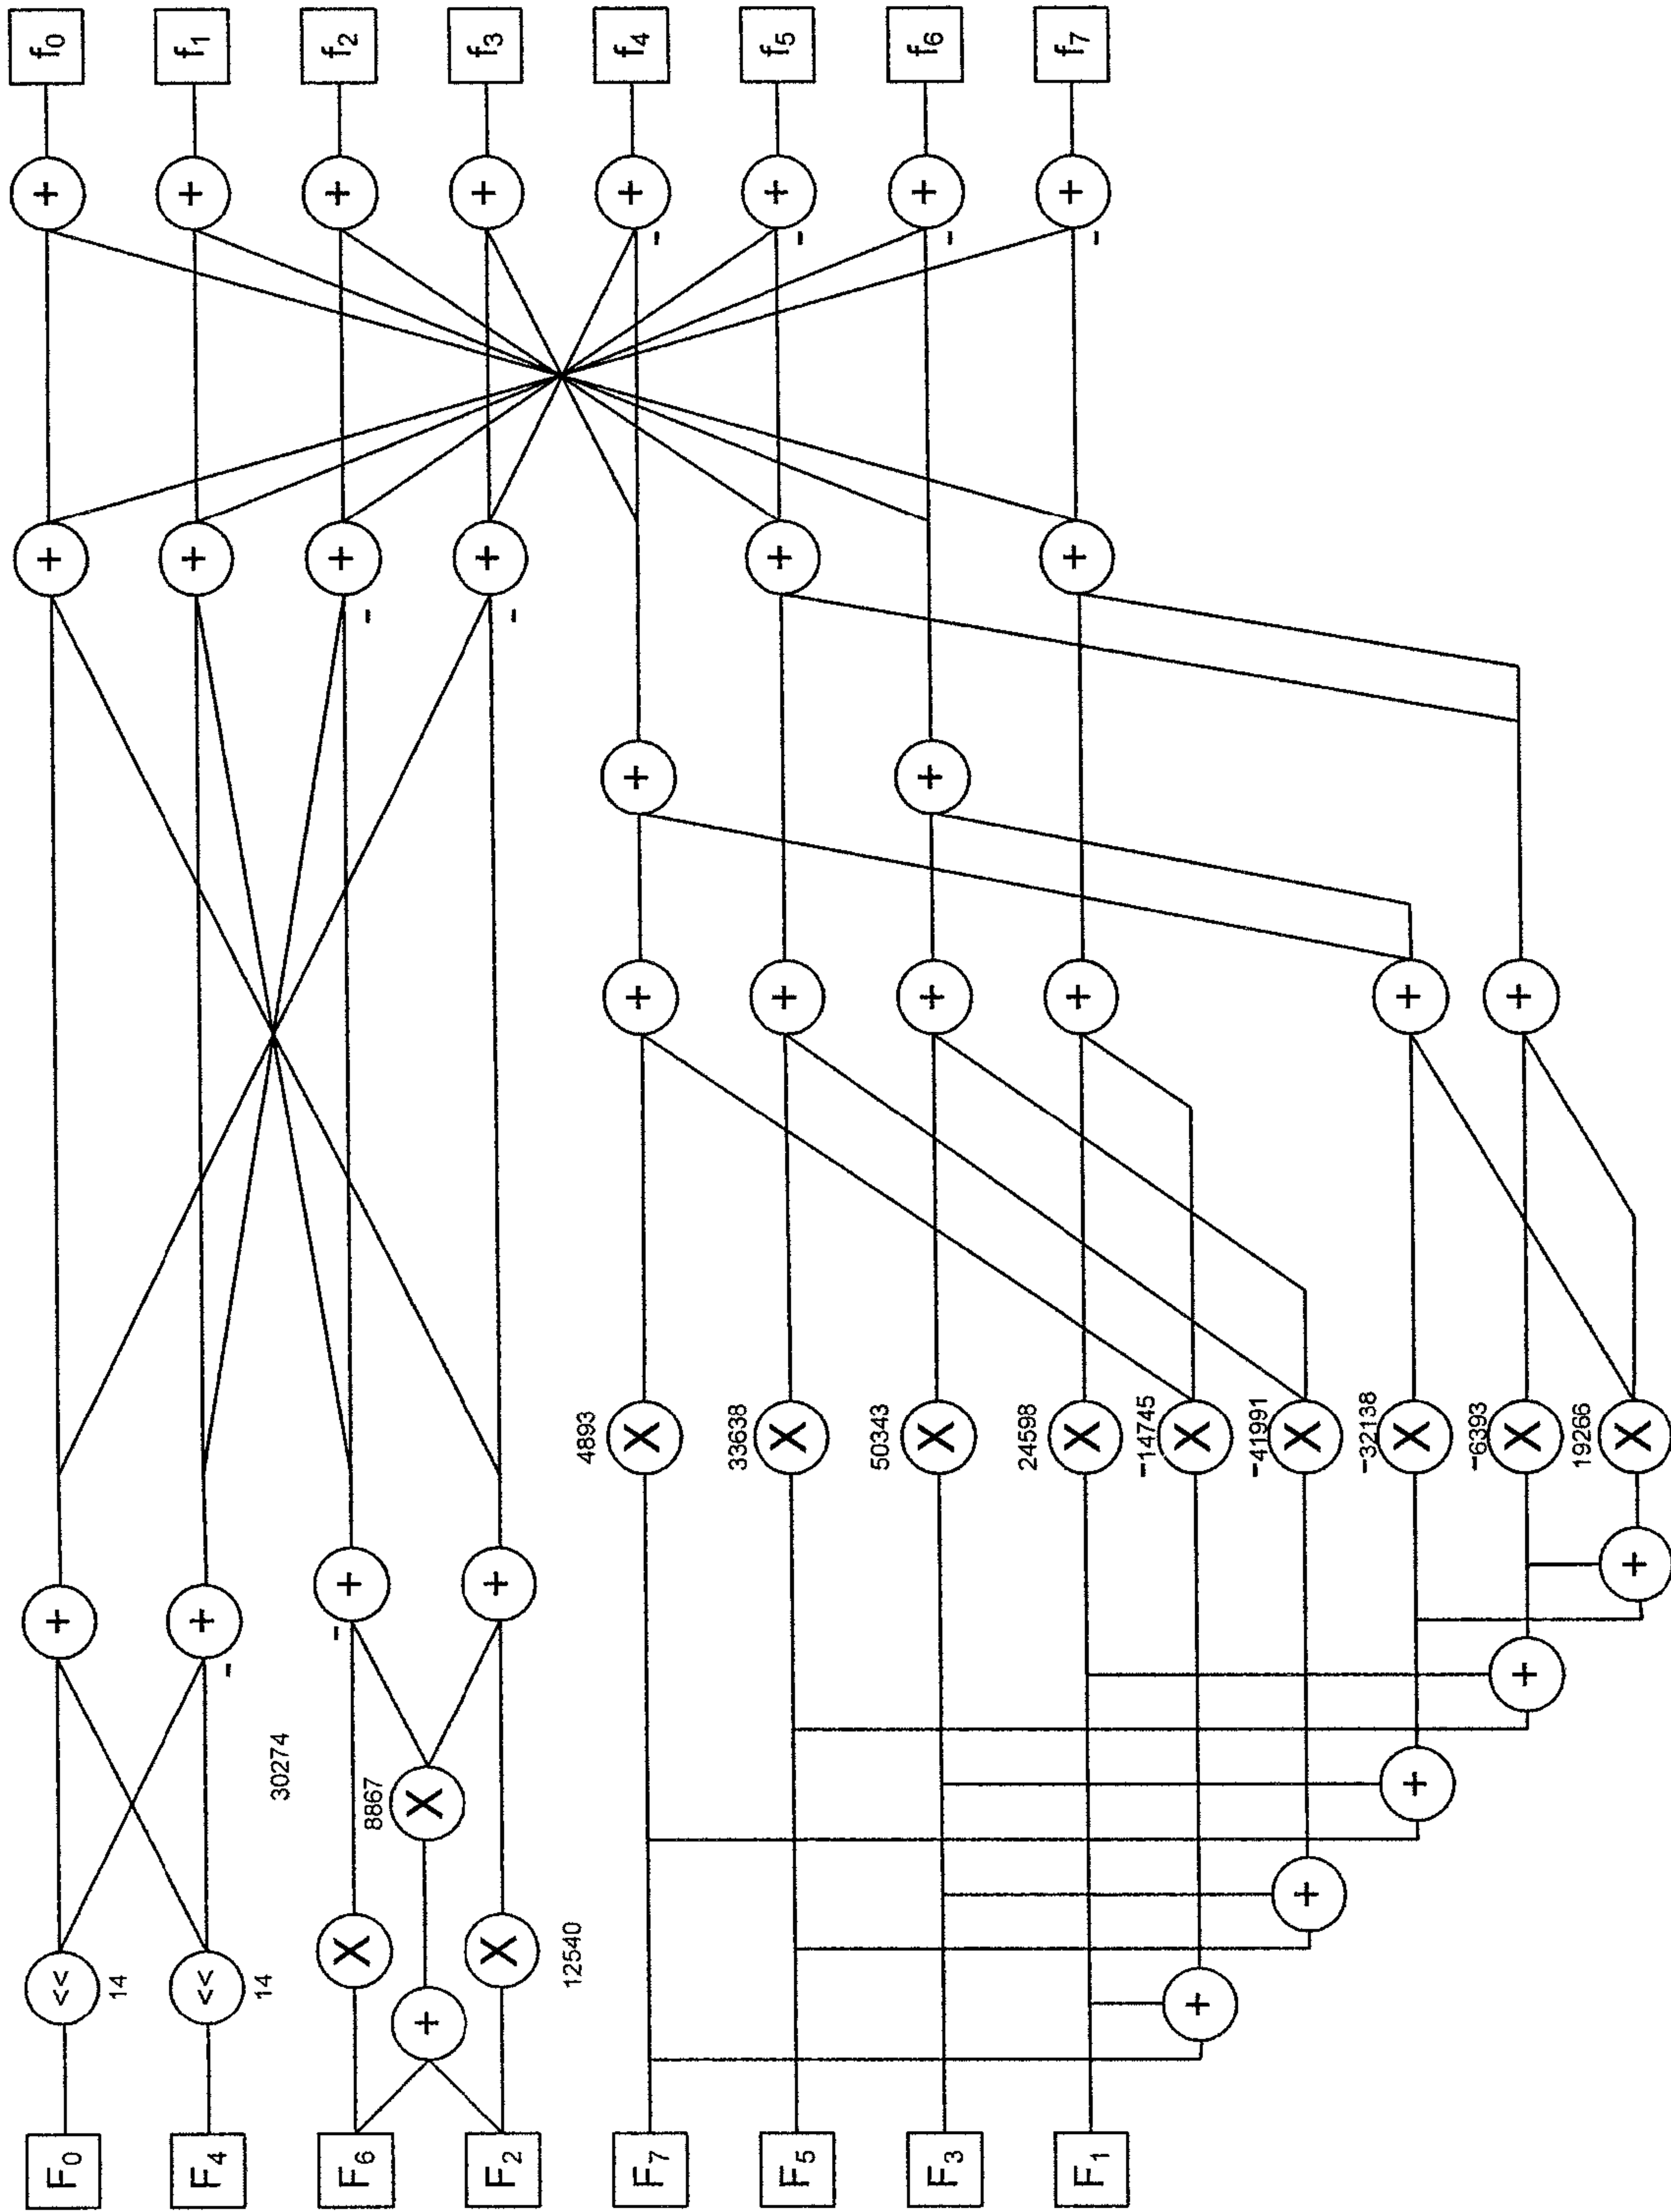 f0
f1
f2
f3
f4
f5
f6
f7
+ + + + + + + +
- - - -
+ + + + + +
- -
+ +
+ + + + + +
4893
33638
50343
24598
-14745
-41991
-32138
-6393
19266
X X X X X X X X X
+
+ +
-
+ +
-
+
30274
8867
X
+
+
X
X
12540
<<
14
<<
14
+
+
F0
F4
F6
F2
F7
F5
F3
F1